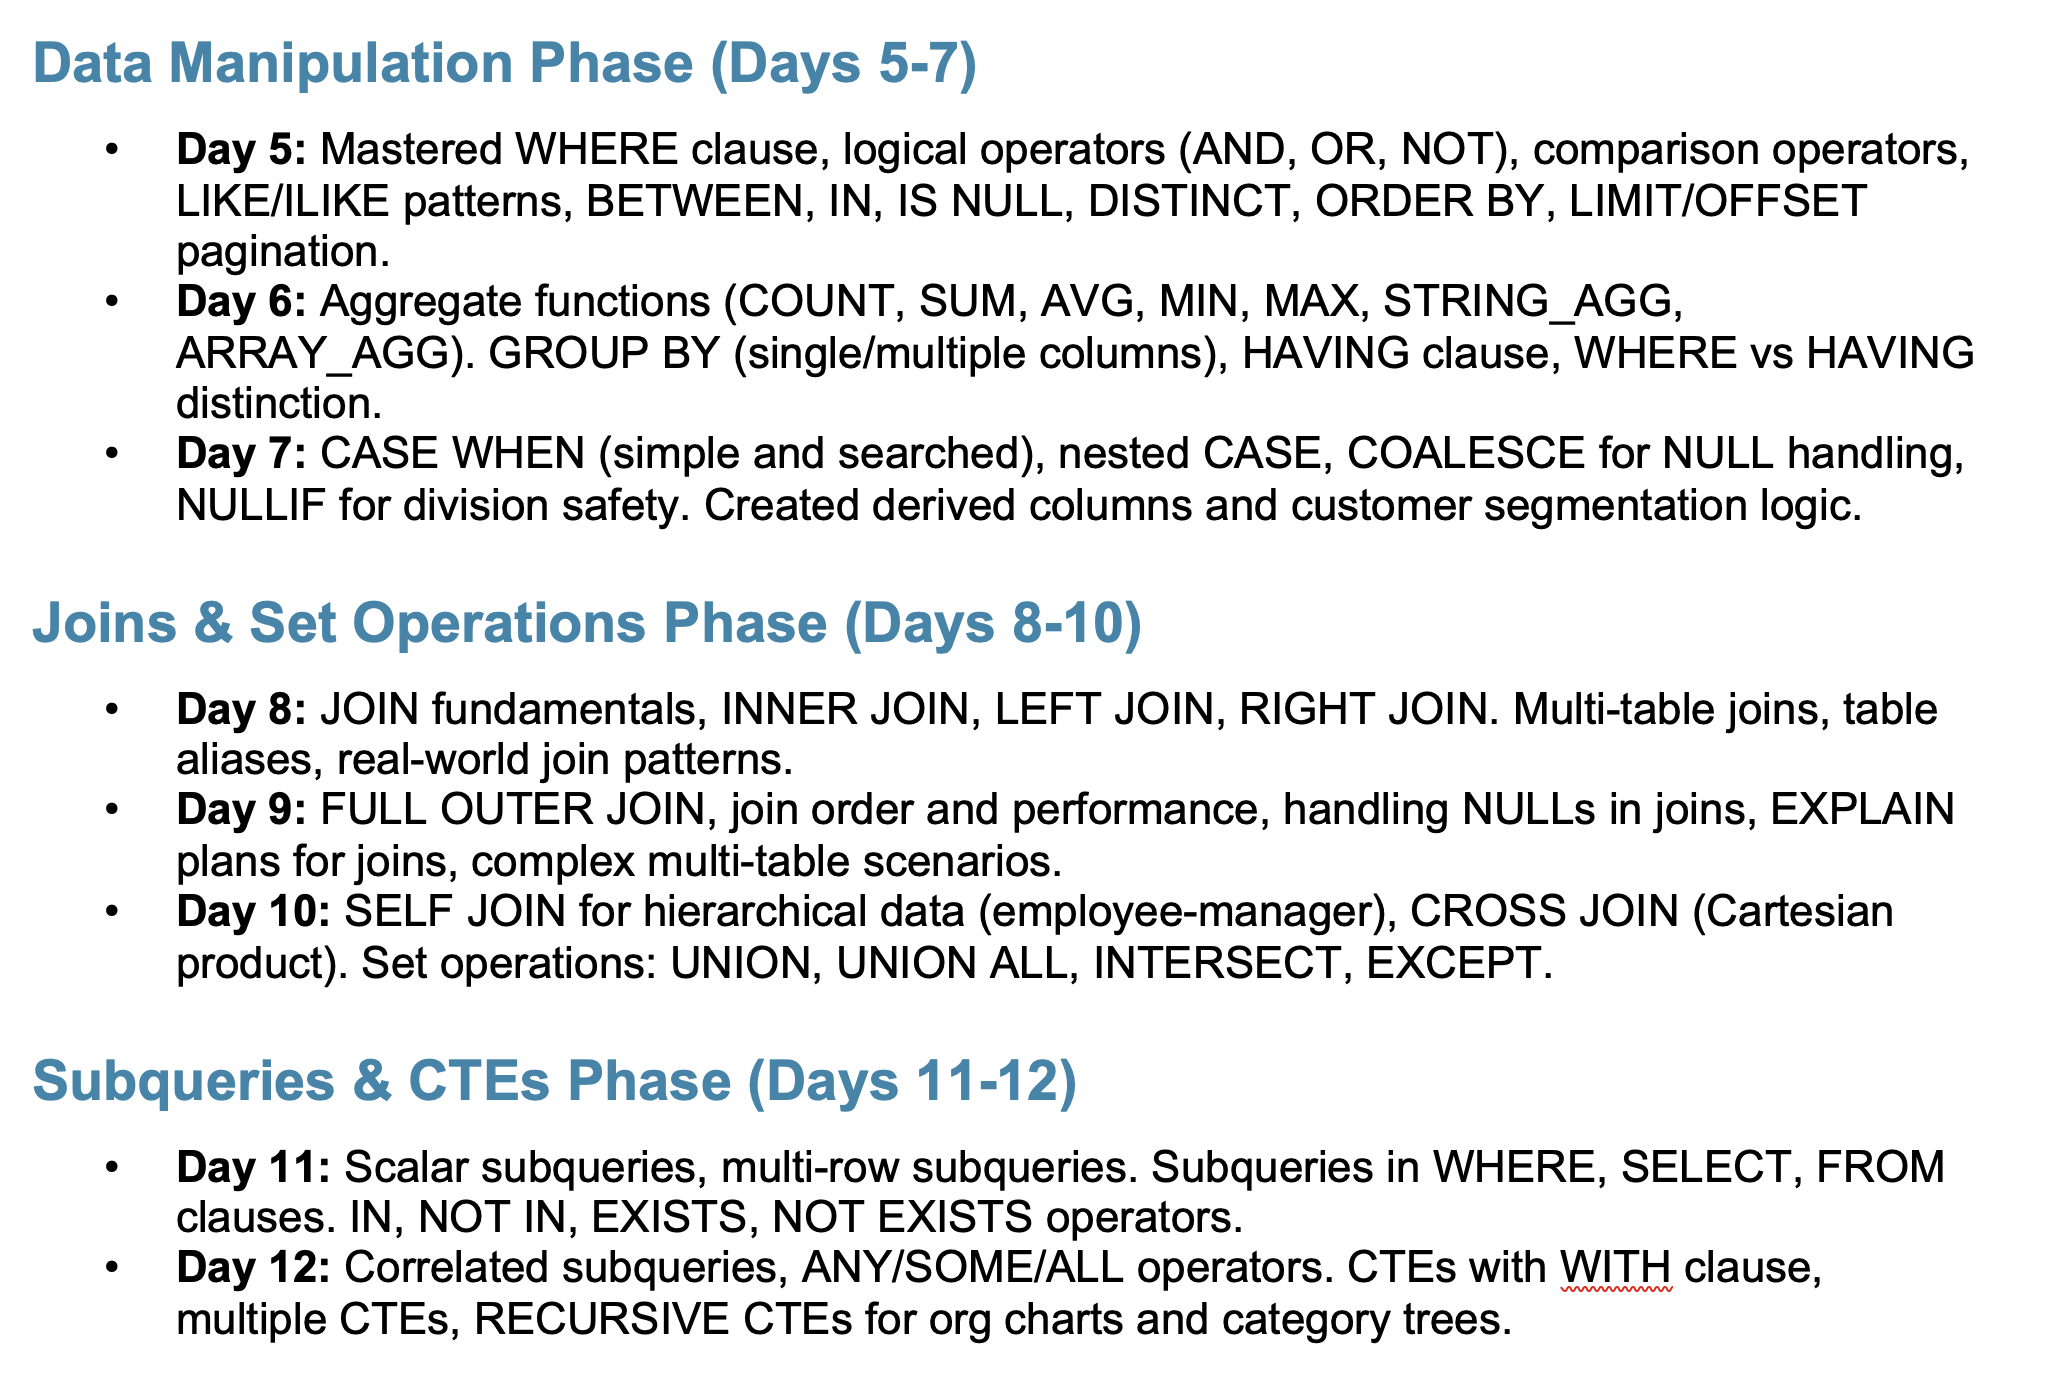 Data Manipulation Phase (Days 5-7)
• Day 5: Mastered WHERE clause, logical operators (AND, OR, NOT), comparison operators,
LIKE/ILIKE patterns, BETWEEN, IN, IS NULL, DISTINCT, ORDER BY, LIMIT/OFFSET
pagination.
• Day 6: Aggregate functions (COUNT, SUM, AVG, MIN, MAX, STRING_AGG,
ARRAY_AGG). GROUP BY (single/multiple columns), HAVING clause, WHERE vs HAVING
distinction.
• Day 7: CASE WHEN (simple and searched), nested CASE, COALESCE for NULL handling,
NULLIF for division safety. Created derived columns and customer segmentation logic.
Joins & Set Operations Phase (Days 8-10)
• Day 8: JOIN fundamentals, INNER JOIN, LEFT JOIN, RIGHT JOIN. Multi-table joins, table
aliases, real-world join patterns.
• Day 9: FULL OUTER JOIN, join order and performance, handling NULLs in joins, EXPLAIN
plans for joins, complex multi-table scenarios.
• Day 10: SELF JOIN for hierarchical data (employee-manager), CROSS JOIN (Cartesian
product). Set operations: UNION, UNION ALL, INTERSECT, EXCEPT.
Subqueries & CTEs Phase (Days 11-12)
• Day 11: Scalar subqueries, multi-row subqueries. Subqueries in WHERE, SELECT, FROM
clauses. IN, NOT IN, EXISTS, NOT EXISTS operators.
• Day 12: Correlated subqueries, ANY/SOME/ALL operators. CTEs with WITH clause,
multiple CTEs, RECURSIVE CTEs for org charts and category trees.